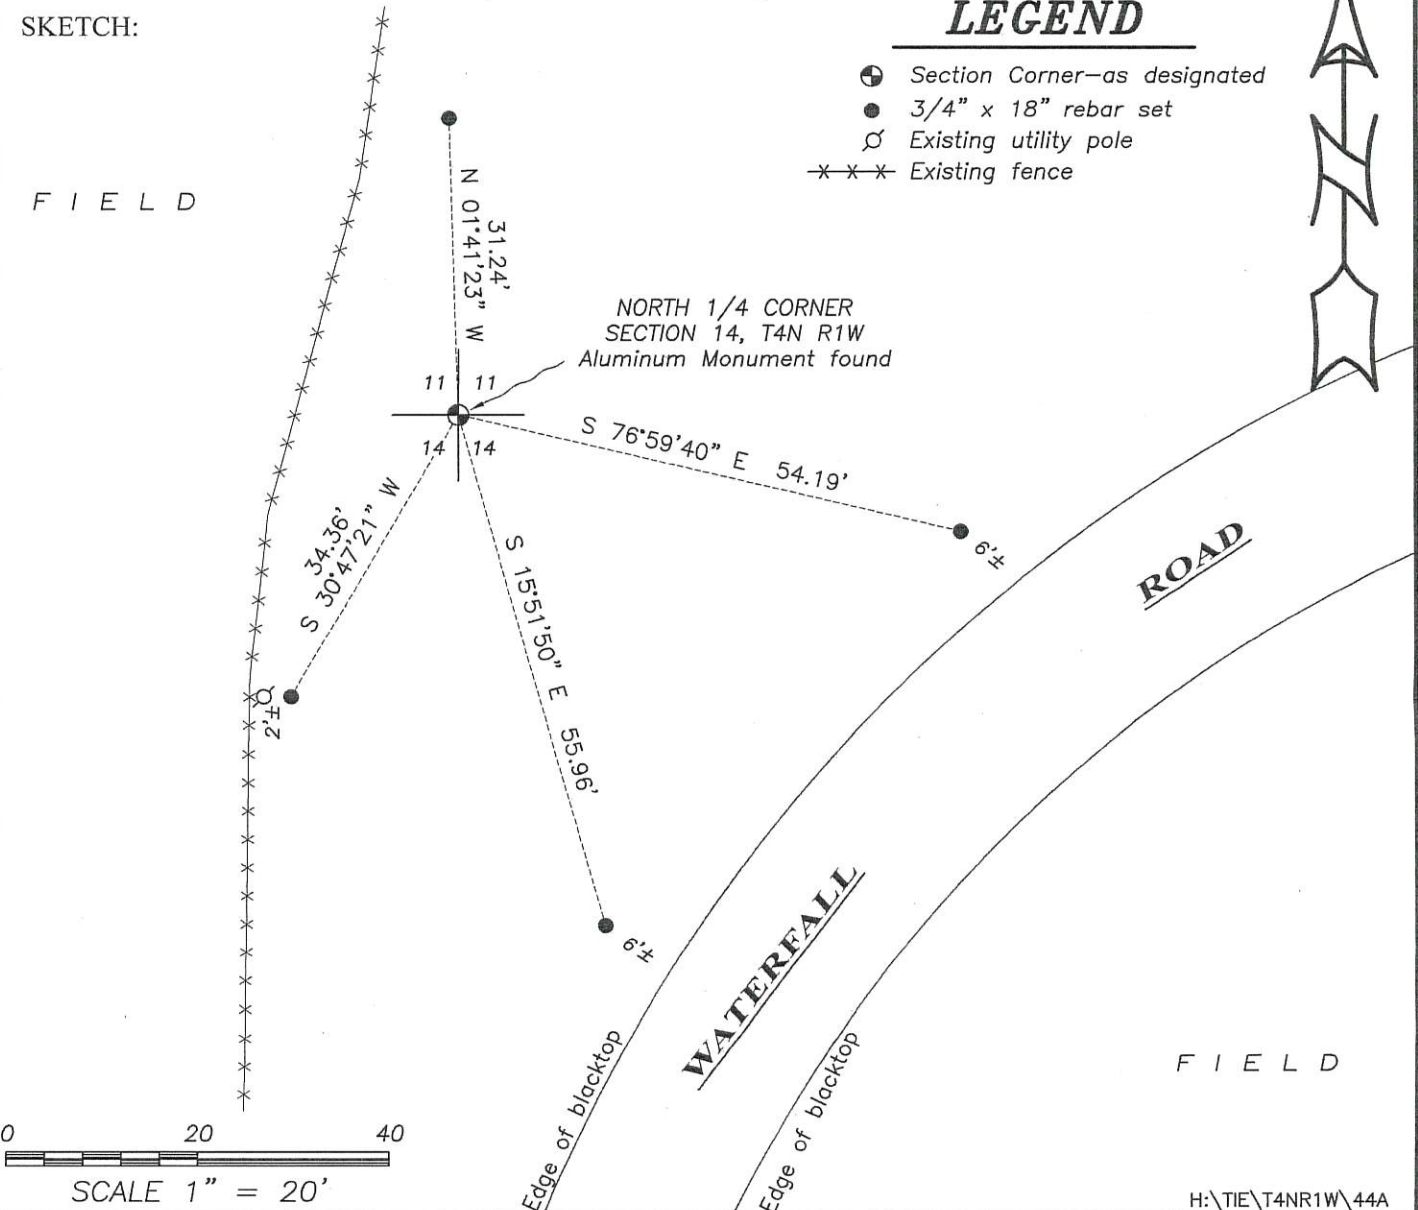 SKETCH:
LEGEND
Section Corner-as designated
3/4" x 18" rebar set
Existing utility pole
Existing fence
N
FIELD
31.24'
N 01°41'23" W
NORTH 1/4 CORNER
SECTION 14, T4N R1W
Aluminum Monument found
11 11
14 14
S 76°59'40" E 54.19'
6'±
34.36'
S 30°47'21" W
S 15°51'50" E 55.96'
2'±
6'±
WATERFALL ROAD
Edge of blacktop
Edge of blacktop
FIELD
0 20 40
SCALE 1" = 20'
H:\TIE\T4NR1W\44A